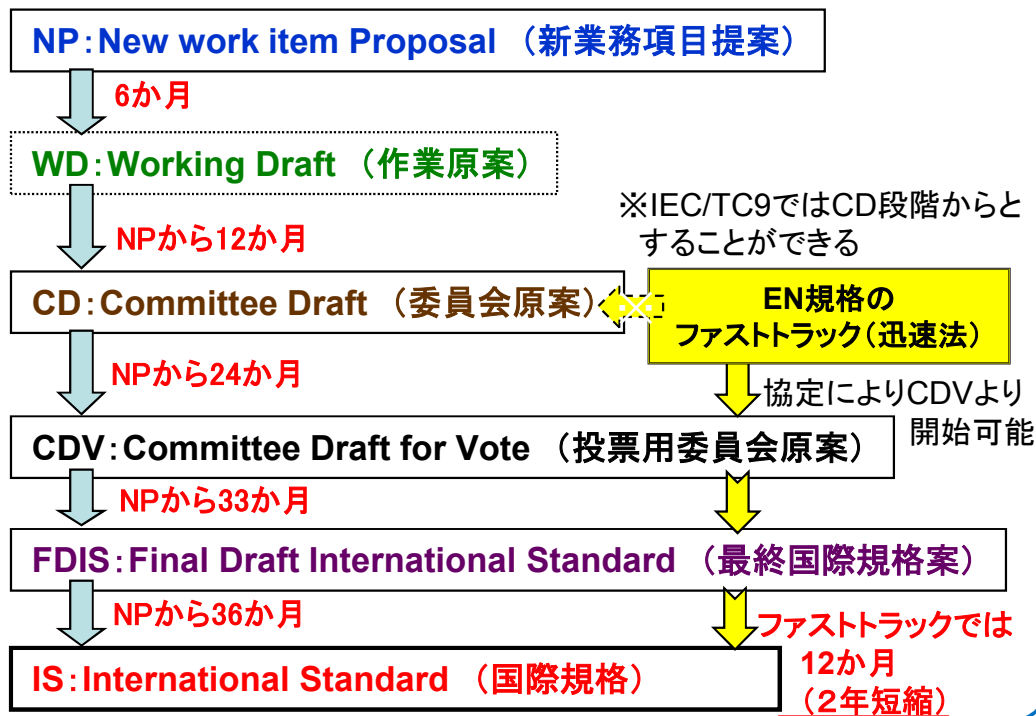 NP:New work item Proposal （新業務項目提案）
6か月
WD:Working Draft （作業原案）
※IEC/TC9ではCD段階からと
することができる
NPから12か月
CD:Committee Draft （委員会原案）
※
EN規格の
ファストトラック（迅速法）
NPから24か月
協定によりCDVより
開始可能
CDV:Committee Draft for Vote （投票用委員会原案）
NPから33か月
FDIS:Final Draft International Standard （最終国際規格案）
NPから36か月
ファストトラックでは
12か月
（２年短縮）
IS:International Standard （国際規格）